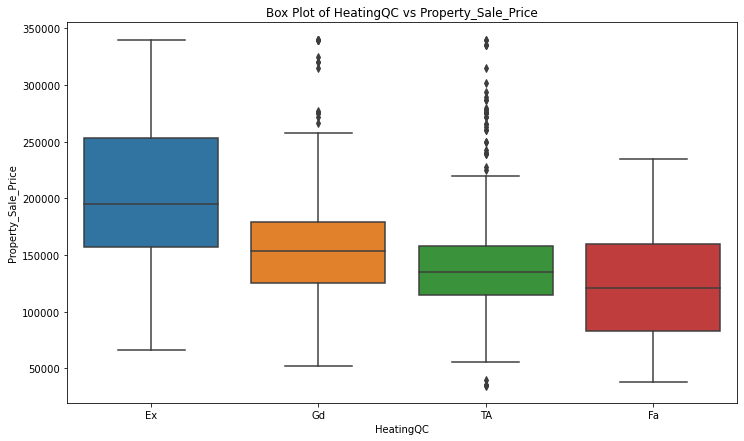 Box Plot of HeatingQC vs Property_Sale_Price
350000
300000
250000
200000
150000
100000
50000
Property_Sale_Price
Ex Gd TA Fa
HeatingQC